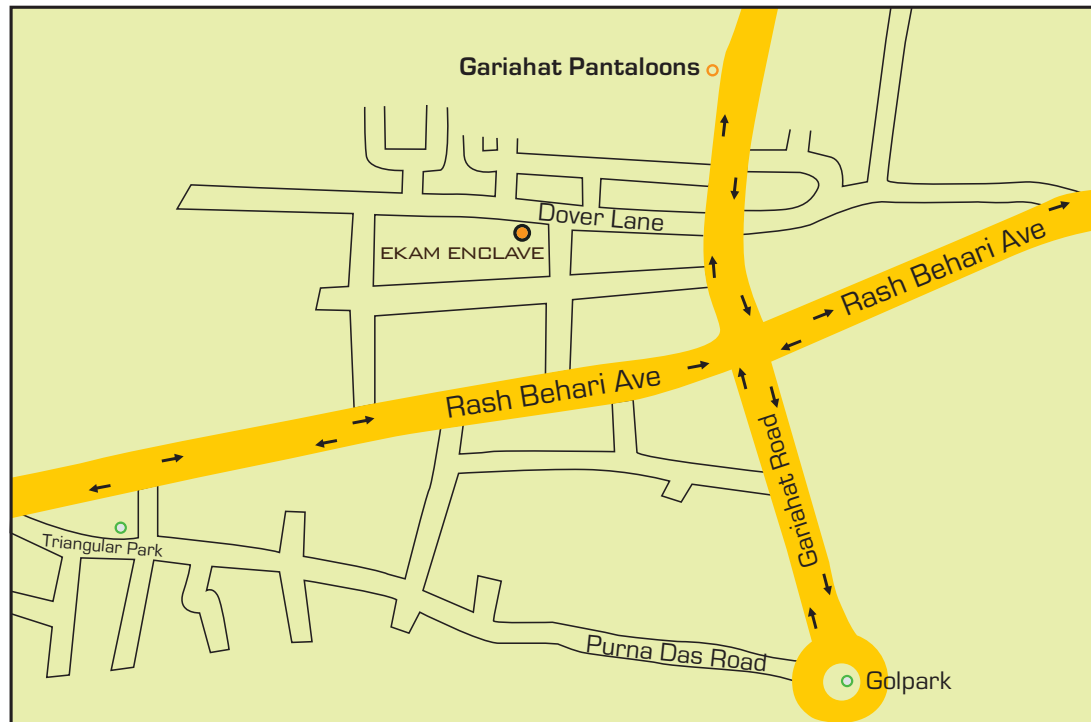 Gariahat Pantaloons
Dover Lane
EKAM ENCLAVE
Rash Behari Ave
Rash Behari Ave
Gariahat Road
Triangular Park
Purna Das Road
Golpark